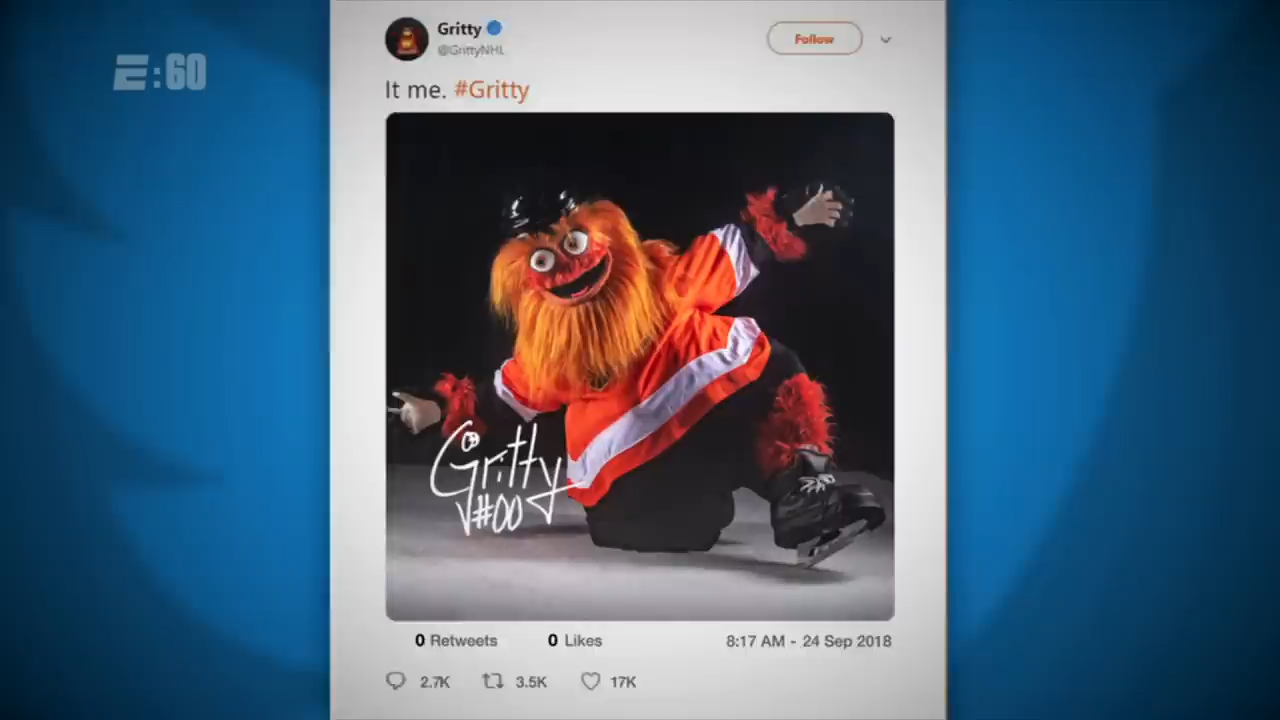 E:60
Gritty
@GrittyNHL
Follow
It me. #Gritty
Gritty
#00
0 Retweets 0 Likes 8:17 AM - 24 Sep 2018
2.7K 3.5K 17K